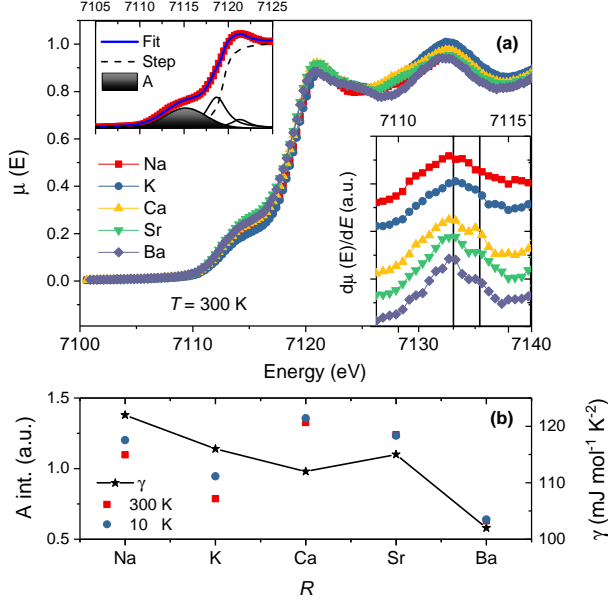 7105 7110 7115 7120 7125
Fit
Step
A
(a)
1.0
0.8
0.6
0.4
0.2
0.0
μ (E)
Na
K
Ca
Sr
Ba
T = 300 K
7110 7115
dμ (E)/dE (a.u.)
7100 7110 7120 7130 7140
Energy (eV)
(b)
1.5
1.0
0.5
A int. (a.u.)
γ
300 K
10 K
120
110
100
γ (mJ mol⁻¹ K⁻²)
Na K Ca Sr Ba
R